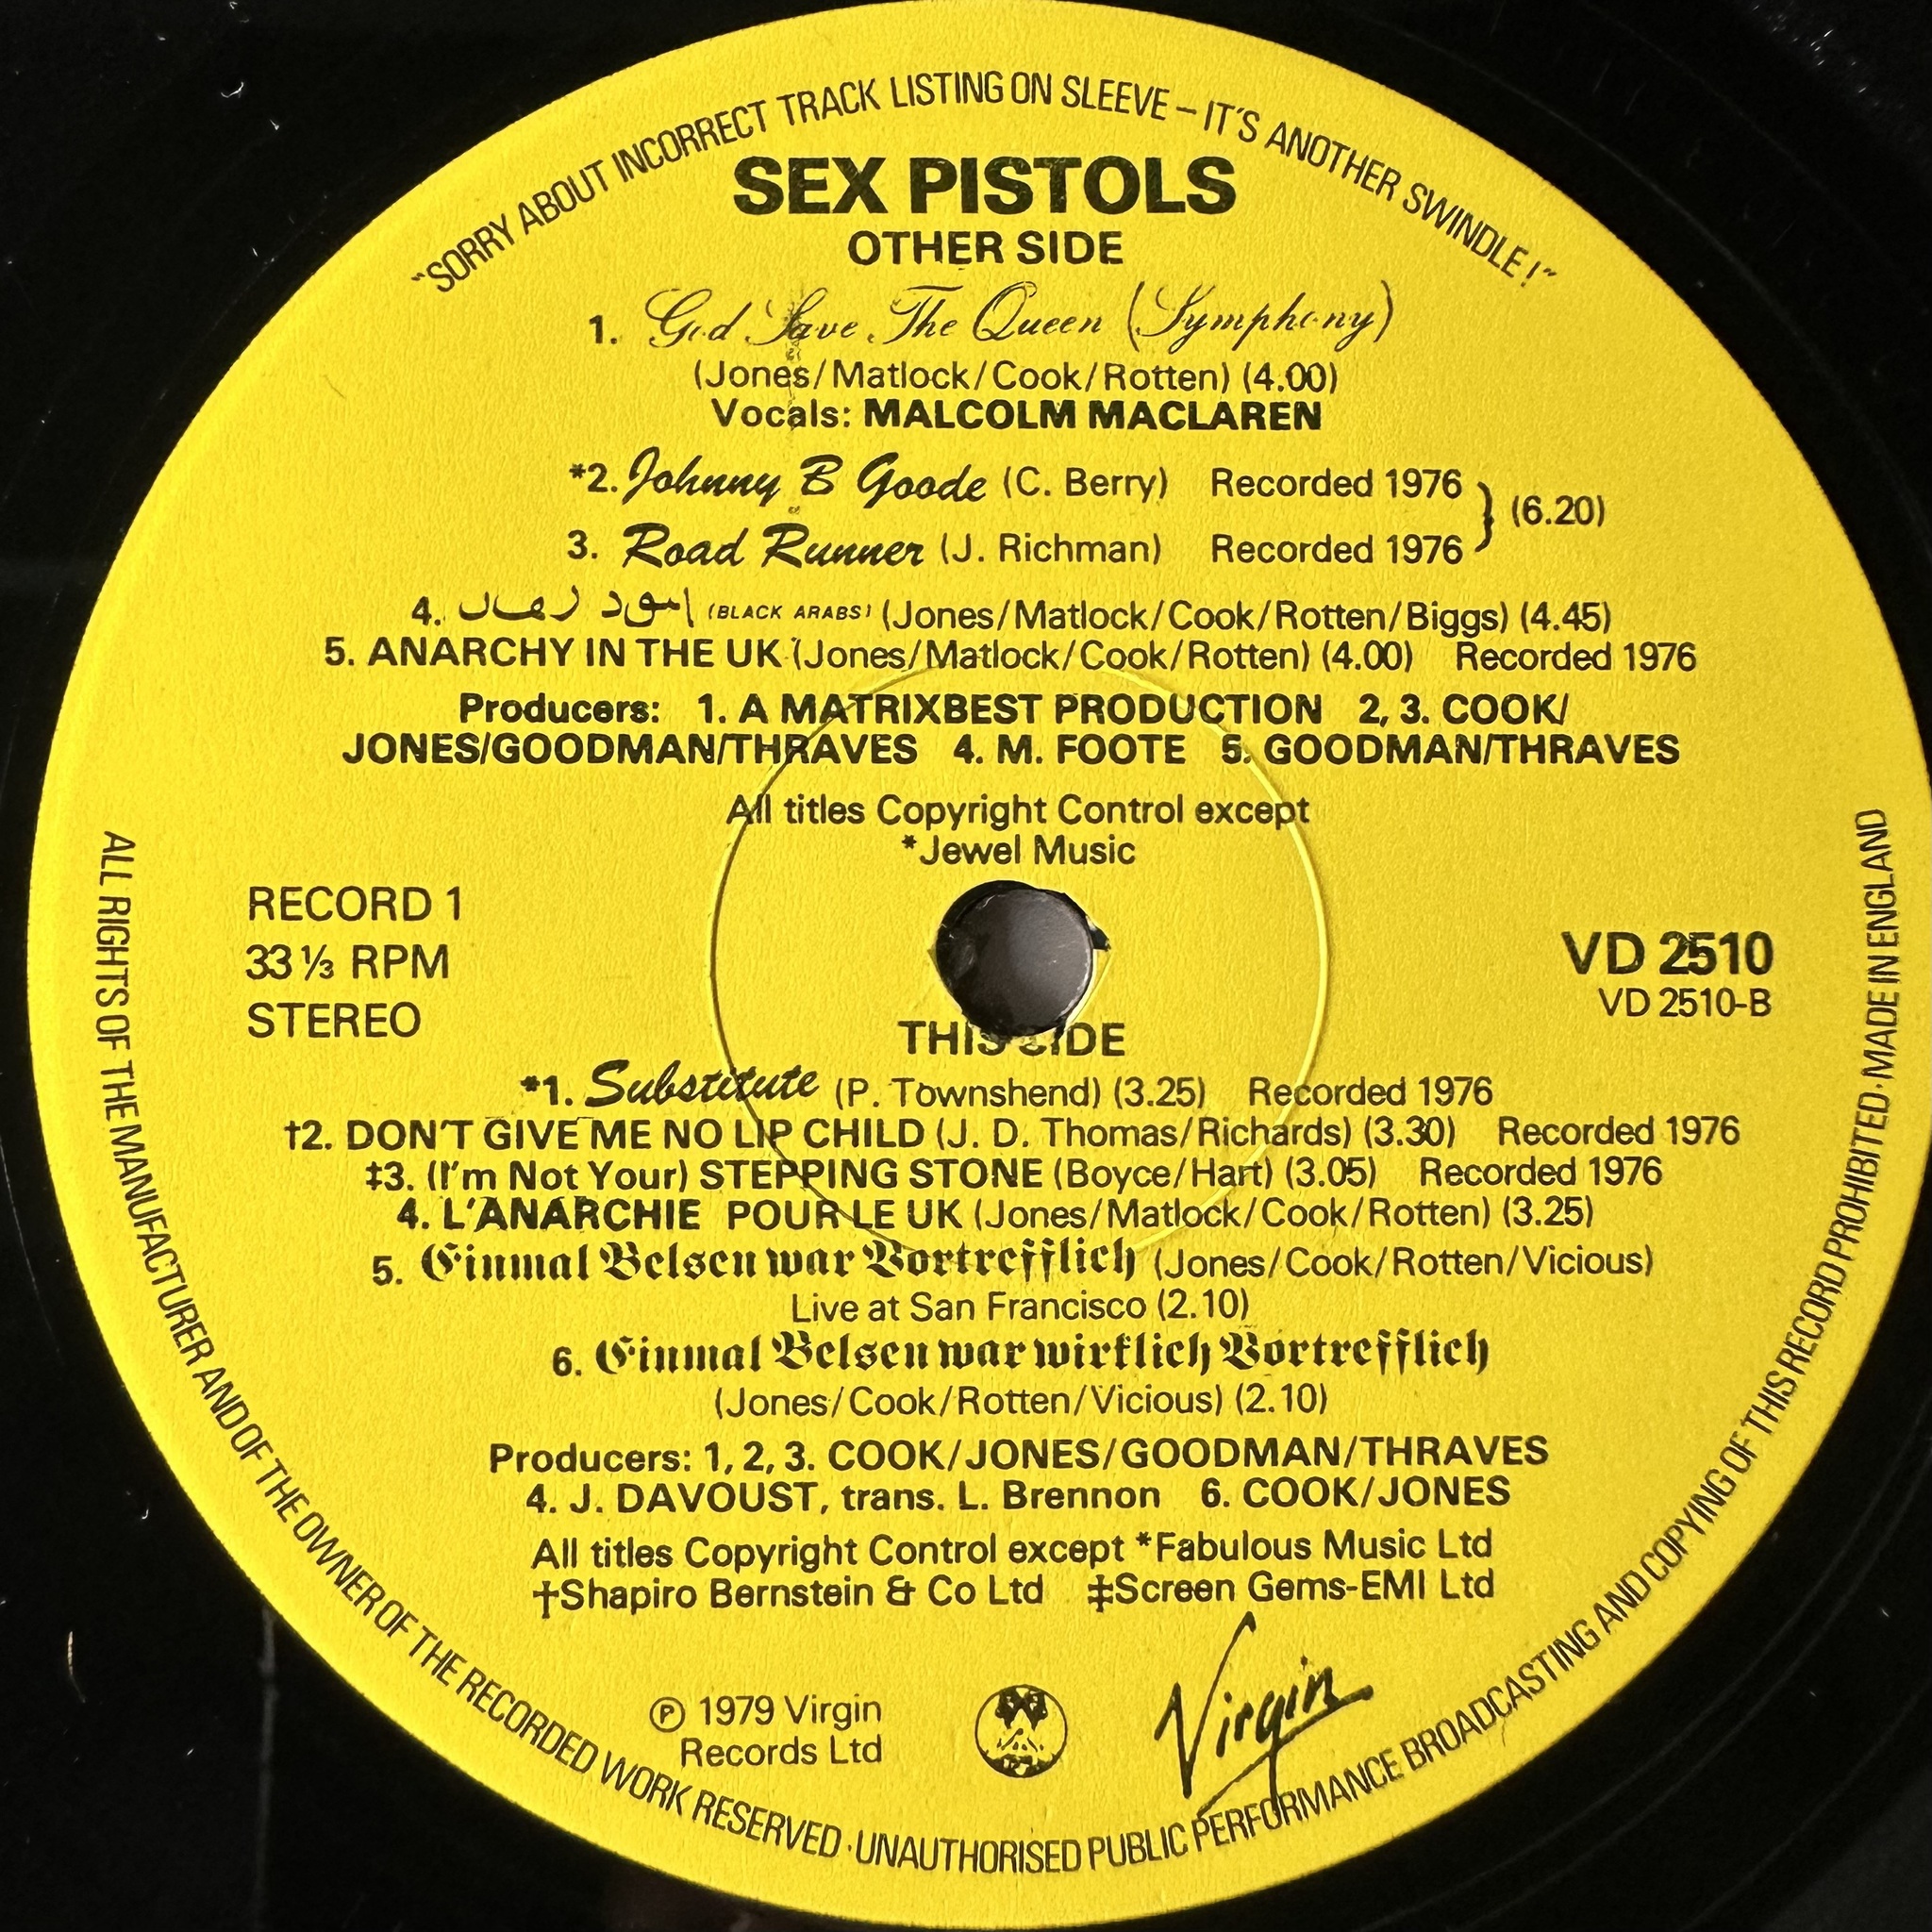 "SORRY ABOUT INCORRECT TRACK LISTING ON SLEEVE – IT'S ANOTHER SWINDLE!"
SEX PISTOLS
OTHER SIDE
1. God Save The Queen (Symphony)
(Jones/Matlock/Cook/Rotten) (4.00)
Vocals: MALCOLM MACLAREN
*2. Johnny B Goode (C. Berry) Recorded 1976
3. Road Runner (J. Richman) Recorded 1976 } (6.20)
4. (BLACK ARABS) (Jones/Matlock/Cook/Rotten/Biggs) (4.45)
5. ANARCHY IN THE UK (Jones/Matlock/Cook/Rotten) (4.00) Recorded 1976
Producers: 1. A MATRIXBEST PRODUCTION 2, 3. COOK/
JONES/GOODMAN/THRAVES 4. M. FOOTE 5. GOODMAN/THRAVES
All titles Copyright Control except
*Jewel Music
RECORD 1
33⅓ RPM
STEREO
VD 2510
VD 2510-B
THIS SIDE
*1. Substitute (P. Townshend) (3.25) Recorded 1976
†2. DON'T GIVE ME NO LIP CHILD (J. D. Thomas/Richards) (3.30) Recorded 1976
‡3. (I'm Not Your) STEPPING STONE (Boyce/Hart) (3.05) Recorded 1976
4. L'ANARCHIE POUR LE UK (Jones/Matlock/Cook/Rotten) (3.25)
5. Einmal Belsen war Vortrefflich (Jones/Cook/Rotten/Vicious)
Live at San Francisco (2.10)
6. Einmal Belsen war wirklich Vortrefflich
(Jones/Cook/Rotten/Vicious) (2.10)
Producers: 1, 2, 3. COOK/JONES/GOODMAN/THRAVES
4. J. DAVOUST, trans. L. Brennon 6. COOK/JONES
All titles Copyright Control except *Fabulous Music Ltd
†Shapiro Bernstein & Co Ltd ‡Screen Gems-EMI Ltd
℗ 1979 Virgin
Records Ltd
Virgin
ALL RIGHTS OF THE MANUFACTURER AND OF THE OWNER OF THE RECORDED WORK RESERVED · UNAUTHORISED PUBLIC PERFORMANCE BROADCASTING AND COPYING OF THIS RECORD PROHIBITED · MADE IN ENGLAND